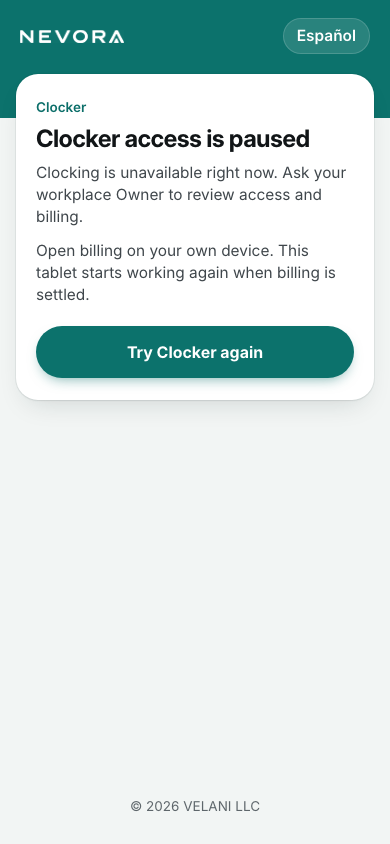 NEVORA
Español
Clocker
Clocker access is paused
Clocking is unavailable right now. Ask your
workplace Owner to review access and
billing.
Open billing on your own device. This
tablet starts working again when billing is
settled.
Try Clocker again
© 2026 VELANI LLC